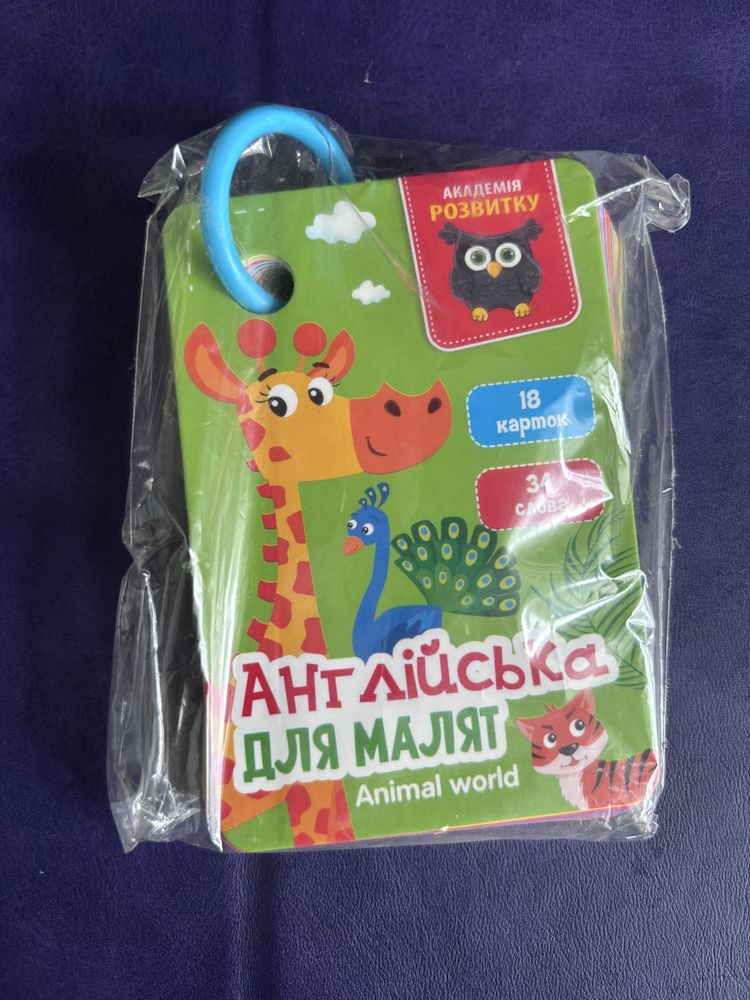 АКАДЕМІЯ
РОЗВИТКУ
18
карток
34
слова
Англійська
для малят
Animal world